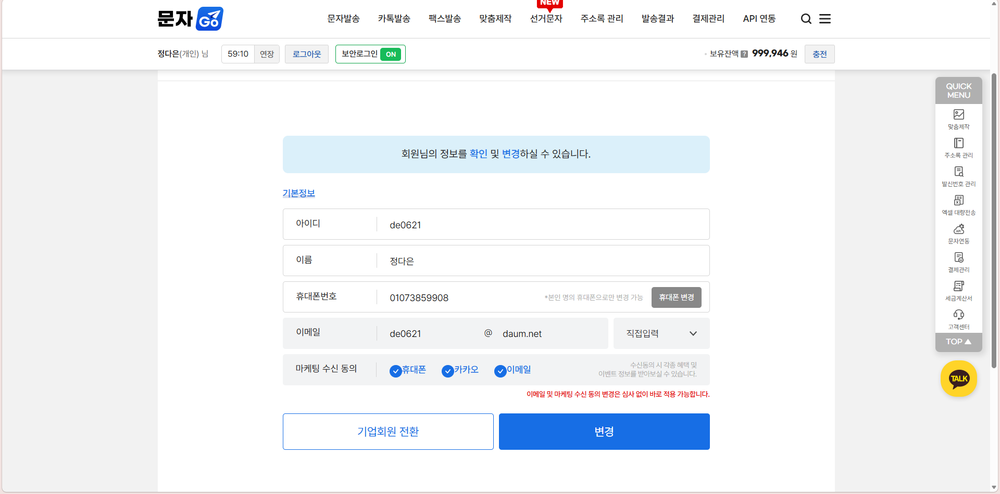 문자 Go
문자발송 카톡발송 팩스발송 맞춤제작 NEW 선거문자 주소록 관리 발송결과 결제관리 API 연동
정다은(개인) 님 59:10 연장 로그아웃 보안로그인 ON 보유잔액 ? 999,946 원 충전
회원님의 정보를 확인 및 변경하실 수 있습니다.
기본정보
아이디 de0621
이름 정다은
휴대폰번호 01073859908 *본인 명의 휴대폰으로만 변경 가능 휴대폰 변경
이메일 de0621 @ daum.net 직접입력
마케팅 수신 동의 휴대폰 카카오 이메일 수신동의 시 각종 혜택 및
이벤트 정보를 받아보실 수 있습니다.
이메일 및 마케팅 수신 동의 변경은 심사 없이 바로 적용 가능합니다.
기업회원 전환 변경
QUICK
MENU
맞춤제작
주소록 관리
발신번호 관리
엑셀 대량전송
API
문자연동
결제관리
세금계산서
고객센터
TOP
TALK